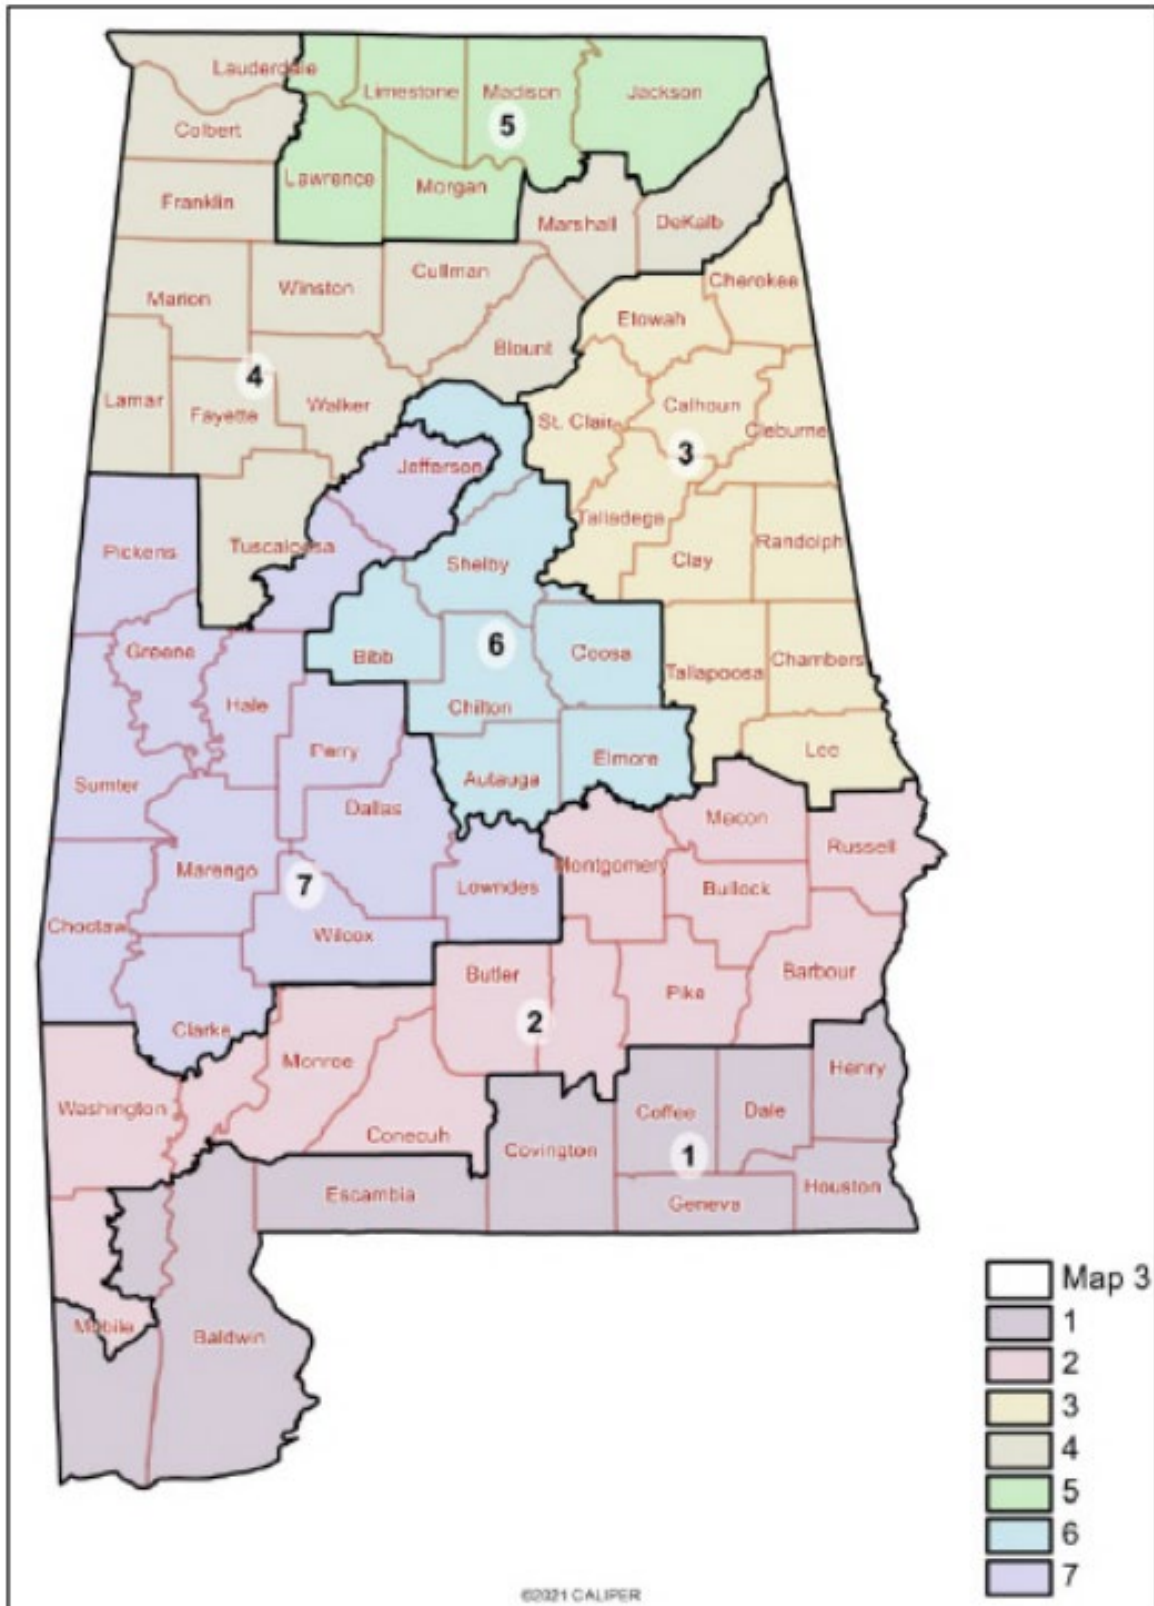 Lauderdale
Limestone
Madison
Jackson
5
Colbert
Lawrence
Morgan
Franklin
Marshall
DeKalb
Cullman
Winston
Marion
Cherokee
Etowah
Blount
4
Lamar
Fayette
Walker
St. Clair
Calhoun
Cleburne
3
Jefferson
Talladega
Pickens
Tuscaloosa
Shelby
Clay
Randolph
Greene
Bibb
6
Coosa
Chambers
Tallapoosa
Hale
Chilton
Perry
Lee
Sumter
Autauga
Elmore
Dallas
Macon
Russell
Marengo
7
Lowndes
Montgomery
Bullock
Choctaw
Wilcox
Butler
Barbour
Pike
2
Clarke
Monroe
Henry
Washington
Coffee
Dale
Conecuh
Covington
1
Escambia
Geneva
Houston
Mobile
Baldwin
Map 3
1
2
3
4
5
6
7
©2021 CALIPER